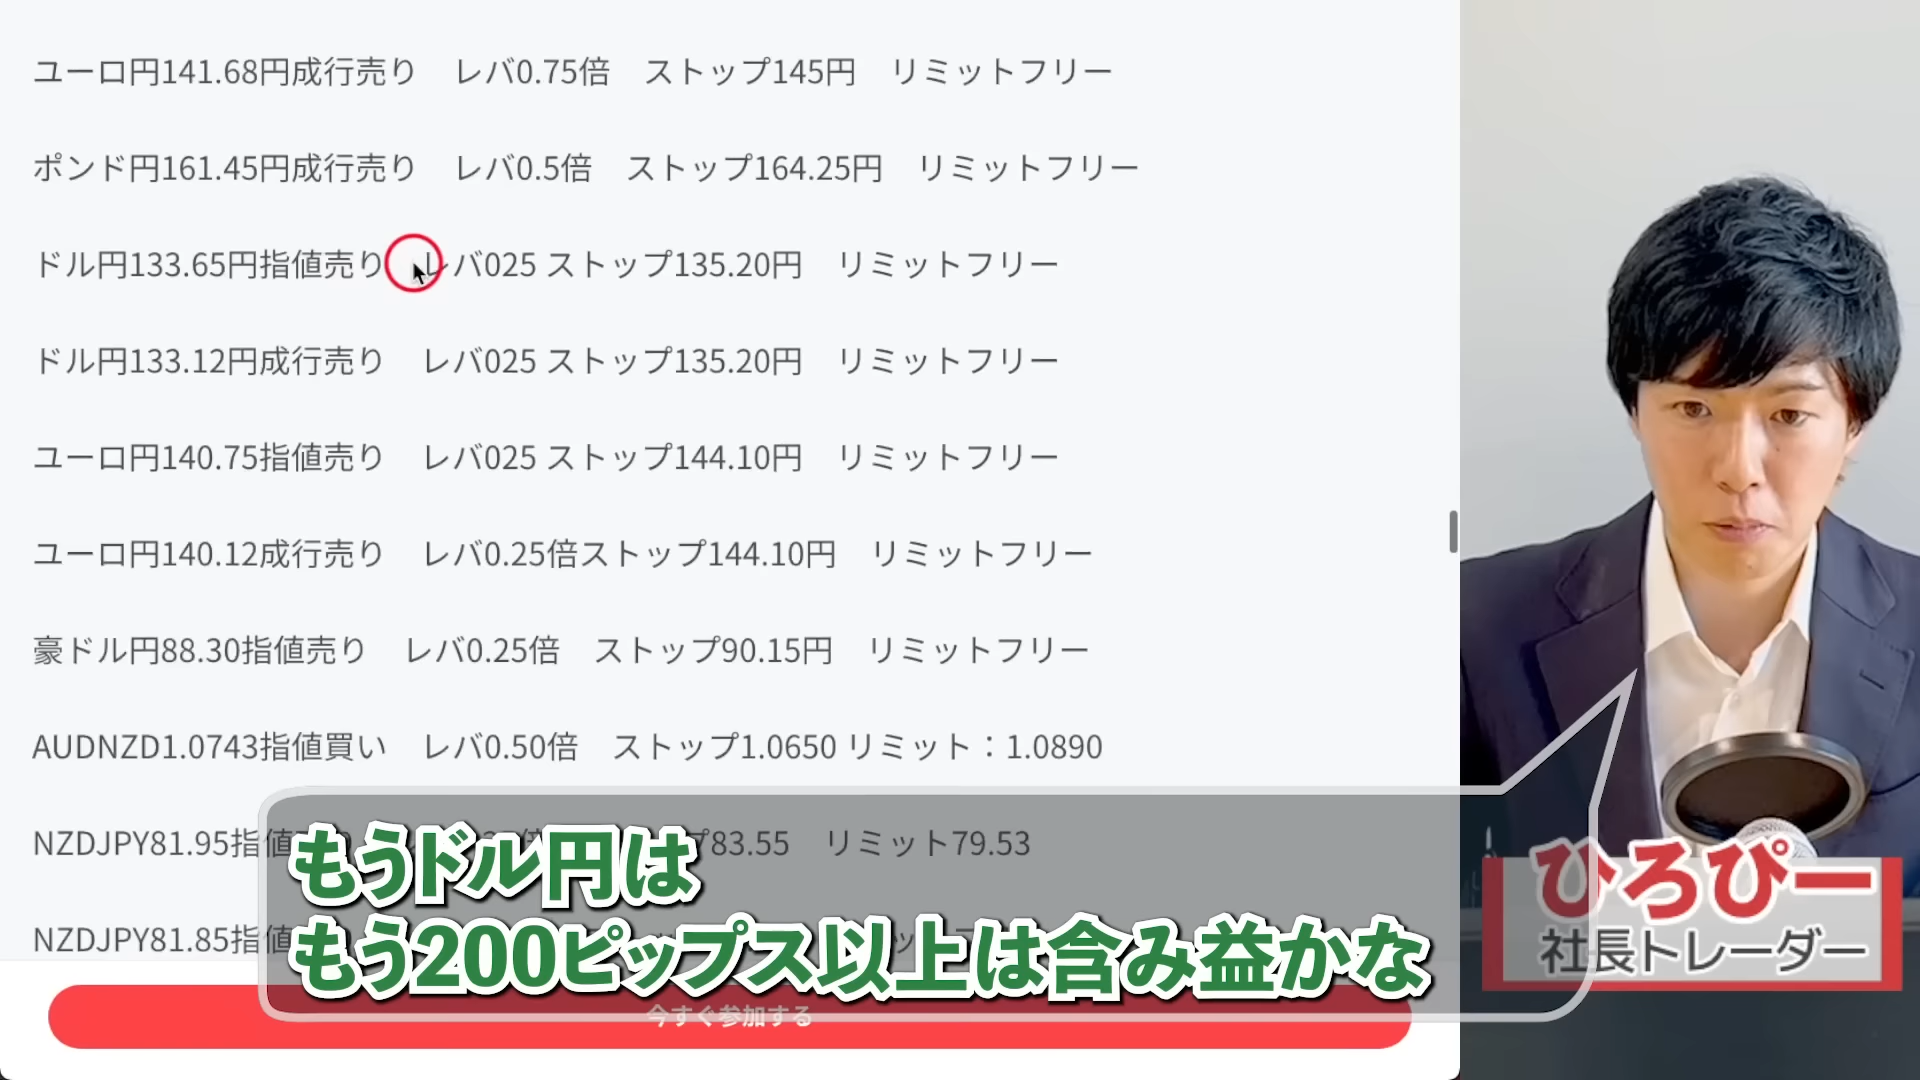 ユーロ円141.68円成行売り　レバ0.75倍　ストップ145円　リミットフリー
ポンド円161.45円成行売り　レバ0.5倍　ストップ164.25円　リミットフリー
ドル円133.65円指値売り　レバ025 ストップ135.20円　リミットフリー
ドル円133.12円成行売り　レバ025 ストップ135.20円　リミットフリー
ユーロ円140.75指値売り　レバ025 ストップ144.10円　リミットフリー
ユーロ円140.12成行売り　レバ0.25倍ストップ144.10円　リミットフリー
豪ドル円88.30指値売り　レバ0.25倍　ストップ90.15円　リミットフリー
AUDNZD1.0743指値買い　レバ0.50倍　ストップ1.0650 リミット：1.0890
NZDJPY81.95指値 プ83.55　リミット79.53
NZDJPY81.85指値
もうドル円は
もう200ピップス以上は含み益かな
今すぐ参加する
ひろぴー
社長トレーダー